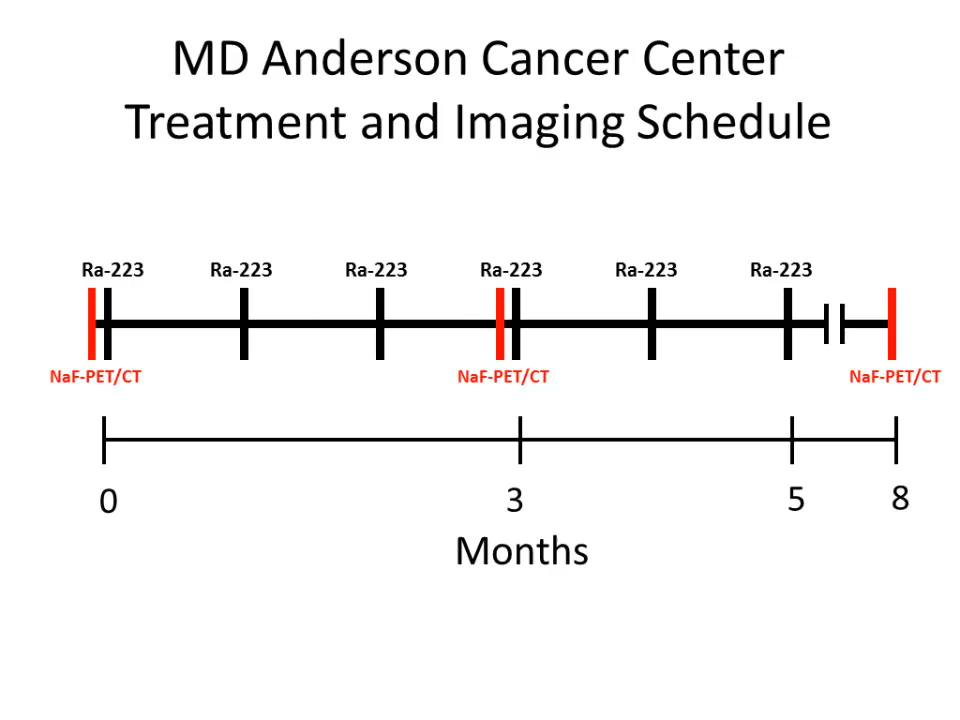 MD Anderson Cancer Center
Treatment and Imaging Schedule
Ra-223 Ra-223 Ra-223 Ra-223 Ra-223 Ra-223
NaF-PET/CT NaF-PET/CT NaF-PET/CT
0 3 5 8
Months